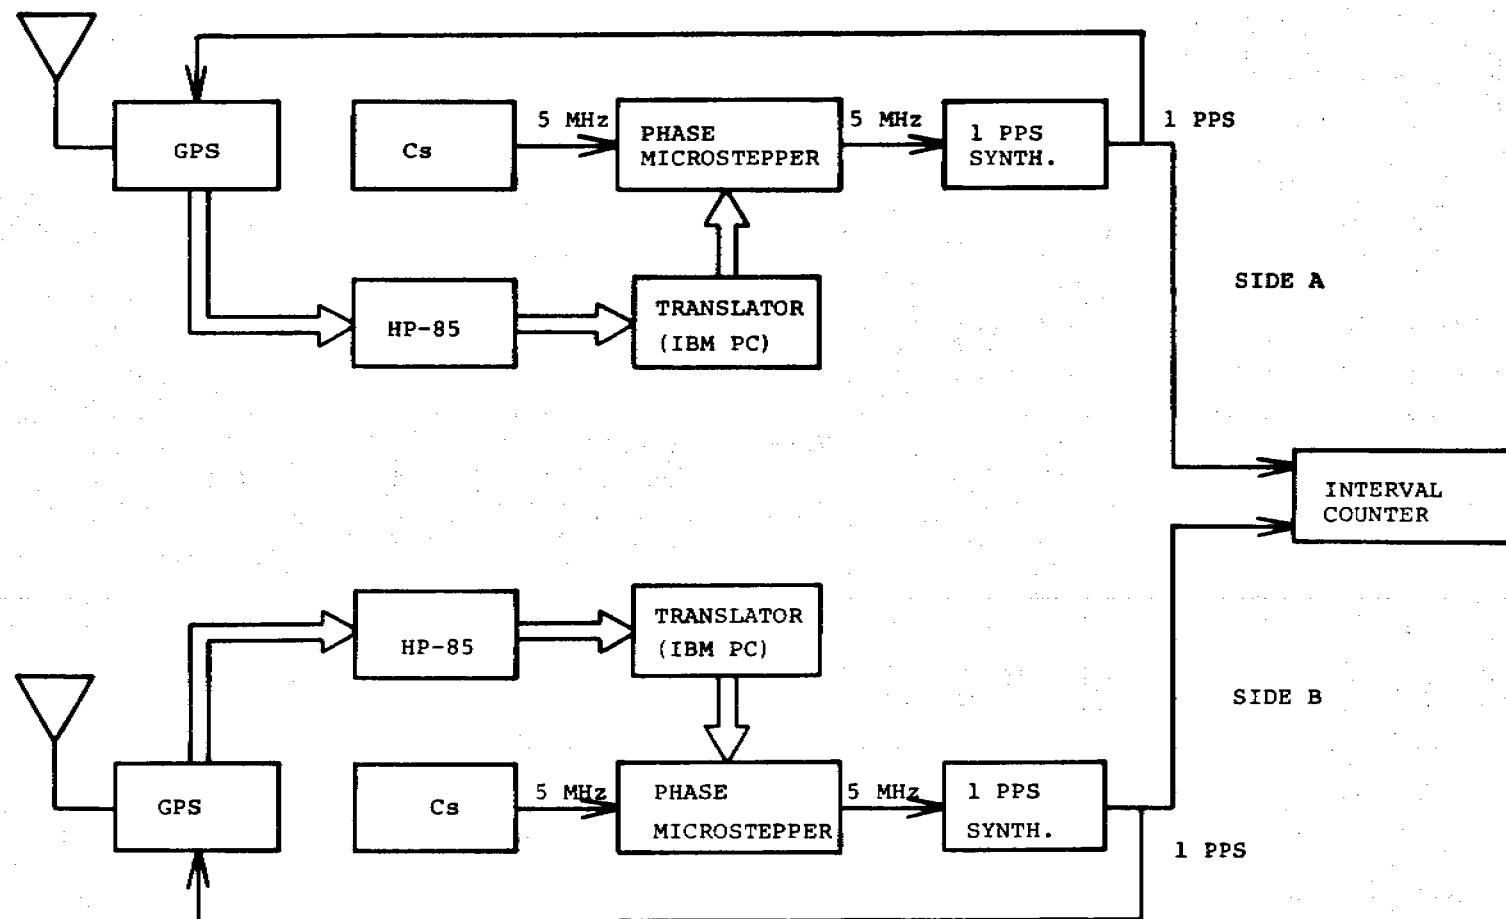 5 MHz
5 MHz
1 PPS
GPS
Cs
PHASE
MICROSTEPPER
1 PPS
SYNTH.
SIDE A
HP-85
TRANSLATOR
(IBM PC)
INTERVAL
COUNTER
HP-85
TRANSLATOR
(IBM PC)
SIDE B
GPS
Cs
5 MHz
PHASE
MICROSTEPPER
5 MHz
1 PPS
SYNTH.
1 PPS